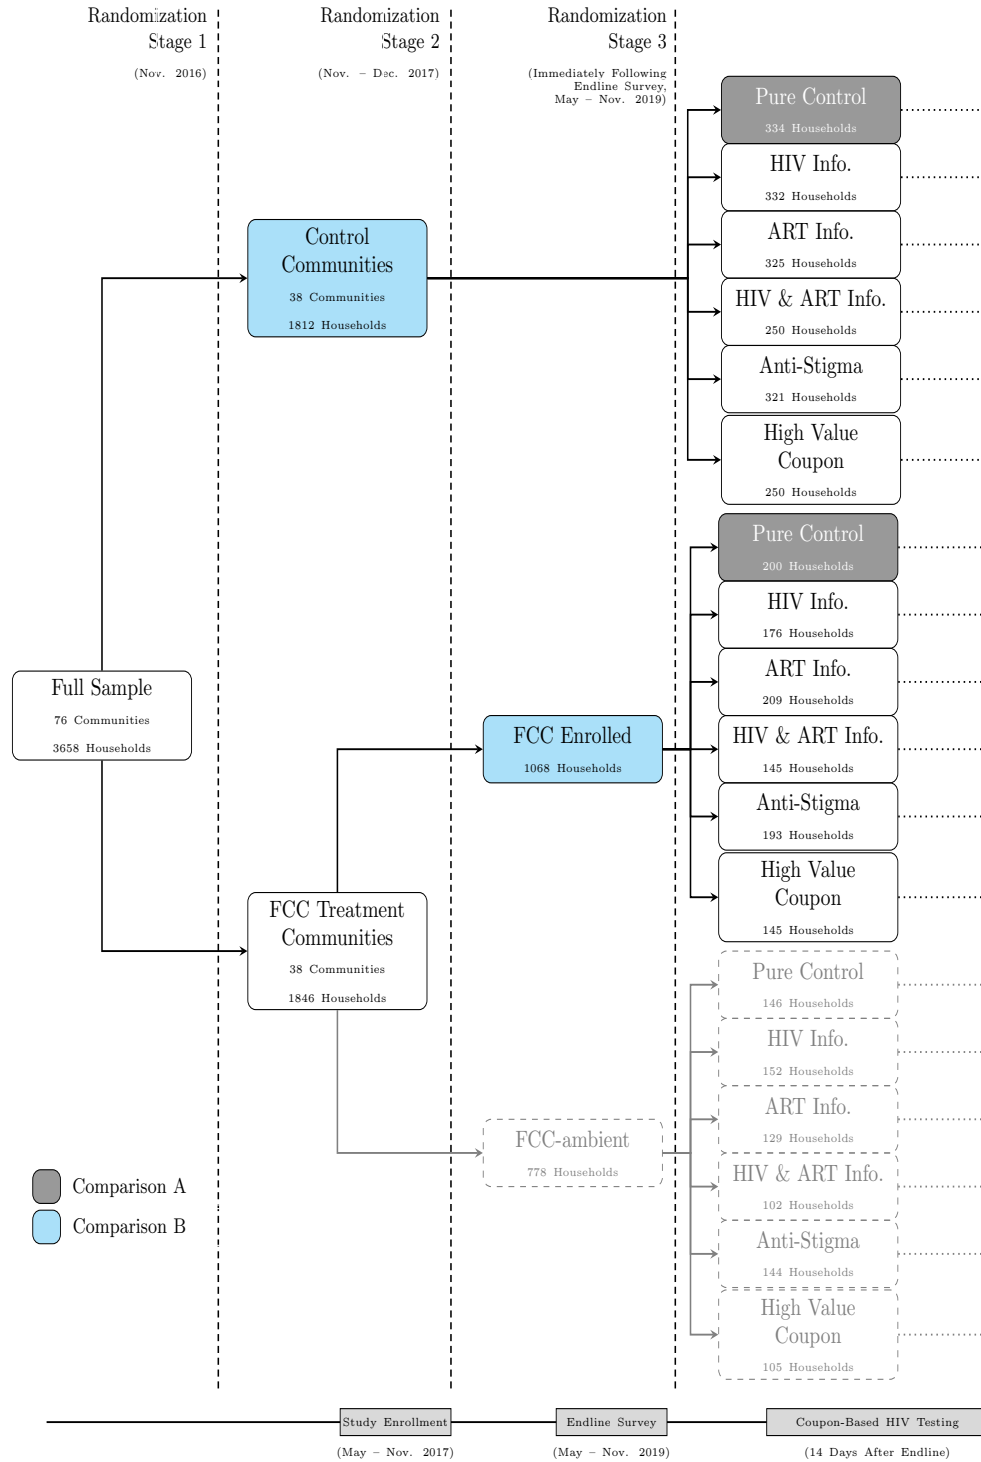 Randomization
Stage 1
(Nov. 2016)
Randomization
Stage 2
(Nov. – Dec. 2017)
Randomization
Stage 3
(Immediately Following
Endline Survey,
May – Nov. 2019)
Pure Control
334 Households
HIV Info.
332 Households
ART Info.
325 Households
HIV & ART Info.
250 Households
Anti-Stigma
321 Households
High Value
Coupon
250 Households
Control
Communities
38 Communities
1812 Households
Pure Control
200 Households
HIV Info.
176 Households
ART Info.
209 Households
HIV & ART Info.
145 Households
Anti-Stigma
193 Households
High Value
Coupon
145 Households
Full Sample
76 Communities
3658 Households
FCC Enrolled
1068 Households
FCC Treatment
Communities
38 Communities
1846 Households
Pure Control
146 Households
HIV Info.
152 Households
ART Info.
129 Households
HIV & ART Info.
102 Households
Anti-Stigma
144 Households
High Value
Coupon
105 Households
FCC-ambient
778 Households
Comparison A
Comparison B
Study Enrollment
(May – Nov. 2017)
Endline Survey
(May – Nov. 2019)
Coupon-Based HIV Testing
(14 Days After Endline)